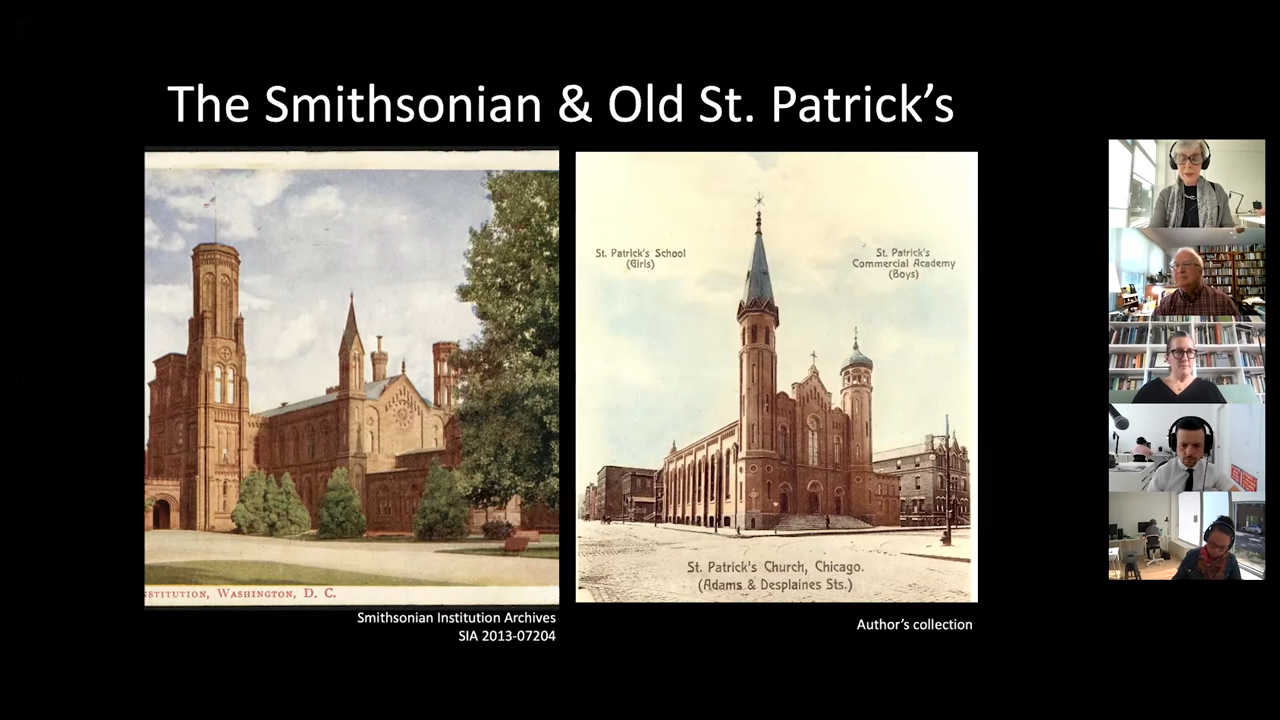 The Smithsonian & Old St. Patrick's
St. Patrick's School
(Girls)
St. Patrick's
Commercial Academy
(Boys)
NSTITUTION, WASHINGTON, D. C.
St. Patrick's Church, Chicago.
(Adams & Desplaines Sts.)
Smithsonian Institution Archives
SIA 2013-07204
Author's collection